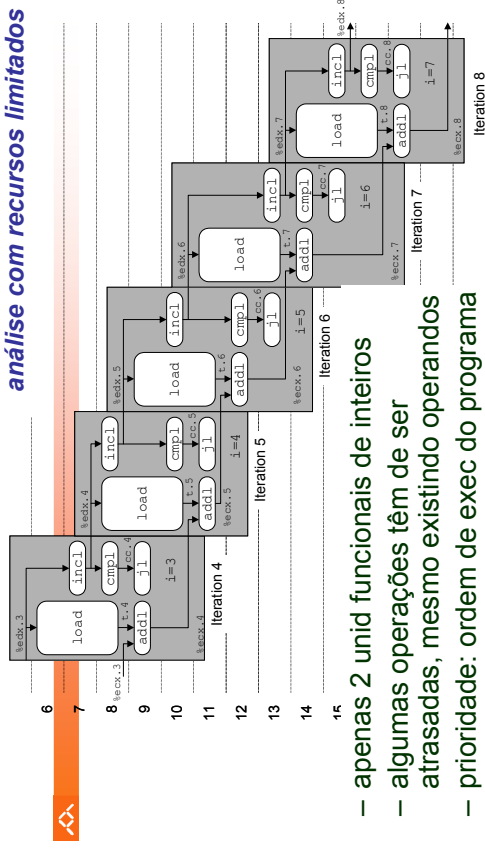 análise com recursos limitados
6
7
8
9
10
11
12
13
14
15
%edx.3
load
incl
cmpl
cc.4
jl
t.4
%ecx.3
addl
i=3
%ecx.4
Iteration 4
%edx.4
load
incl
cmpl
cc.5
jl
t.5
addl
i=4
%ecx.5
Iteration 5
%edx.5
load
incl
cmpl
cc.6
jl
t.6
addl
i=5
%ecx.6
Iteration 6
%edx.6
load
incl
cmpl
cc.7
jl
t.7
addl
i=6
%ecx.7
Iteration 7
%edx.7
load
incl
%edx.8
cmpl
cc.8
jl
t.8
addl
i=7
%ecx.8
Iteration 8
– apenas 2 unid funcionais de inteiros
– algumas operações têm de ser
atrasadas, mesmo existindo operandos
– prioridade: ordem de exec do programa